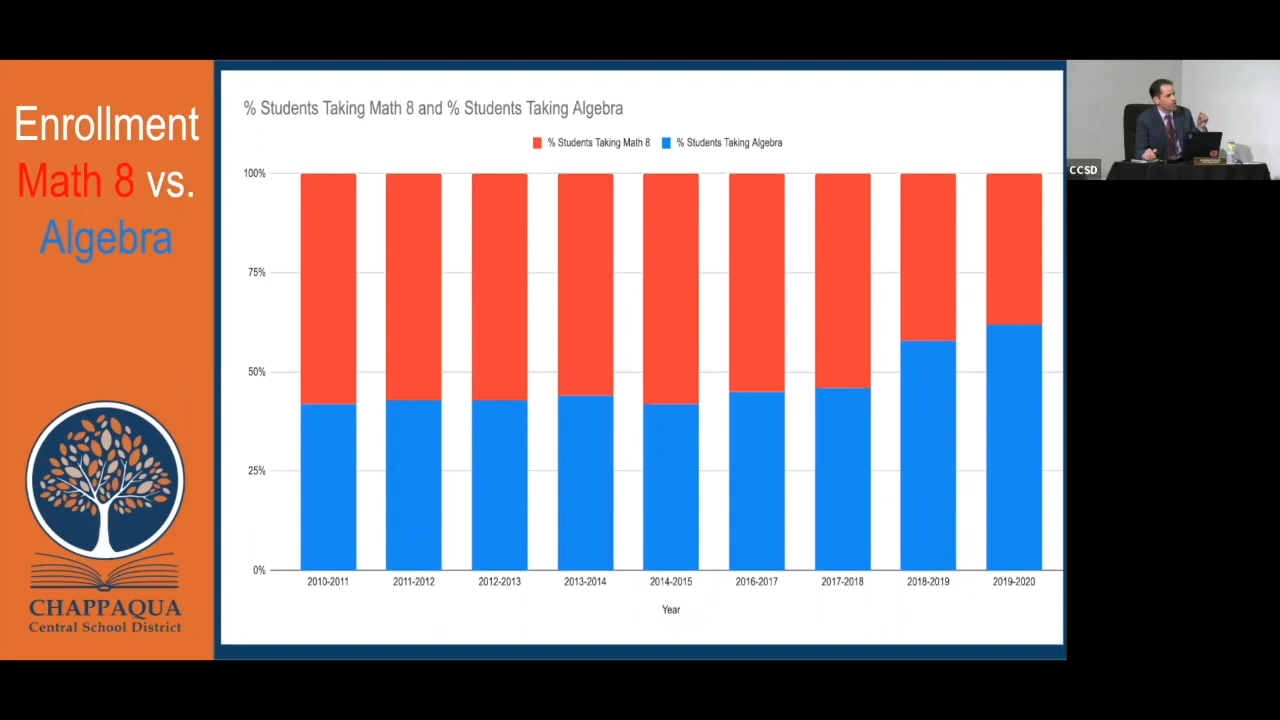 Enrollment
Math 8 vs.
Algebra
CHAPPAQUA
Central School District
% Students Taking Math 8 and % Students Taking Algebra
% Students Taking Math 8 % Students Taking Algebra
100%
75%
50%
25%
0%
2010-2011 2011-2012 2012-2013 2013-2014 2014-2015 2016-2017 2017-2018 2018-2019 2019-2020
Year
CCSD